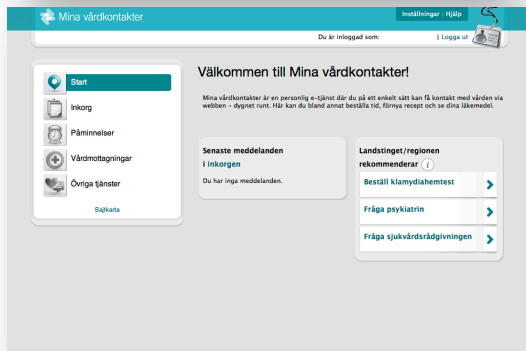 Mina vårdkontakter
Inställningar Hjälp
Du är inloggad som: | Logga ut
Start
Inkorg
Påminnelser
Vårdmottagningar
Övriga tjänster
Sajtkarta
Välkommen till Mina vårdkontakter!
Mina vårdkontakter är en personlig e-tjänst där du på ett enkelt sätt kan få kontakt med vården via
webben - dygnet runt. Här kan du bland annat beställa tid, förnya recept och se dina läkemedel.
Senaste meddelanden
i inkorgen
Du har inga meddelanden.
Landstinget/regionen
rekommenderar i
Beställ klamydiahemtest
Fråga psykiatrin
Fråga sjukvårdsrådgivningen